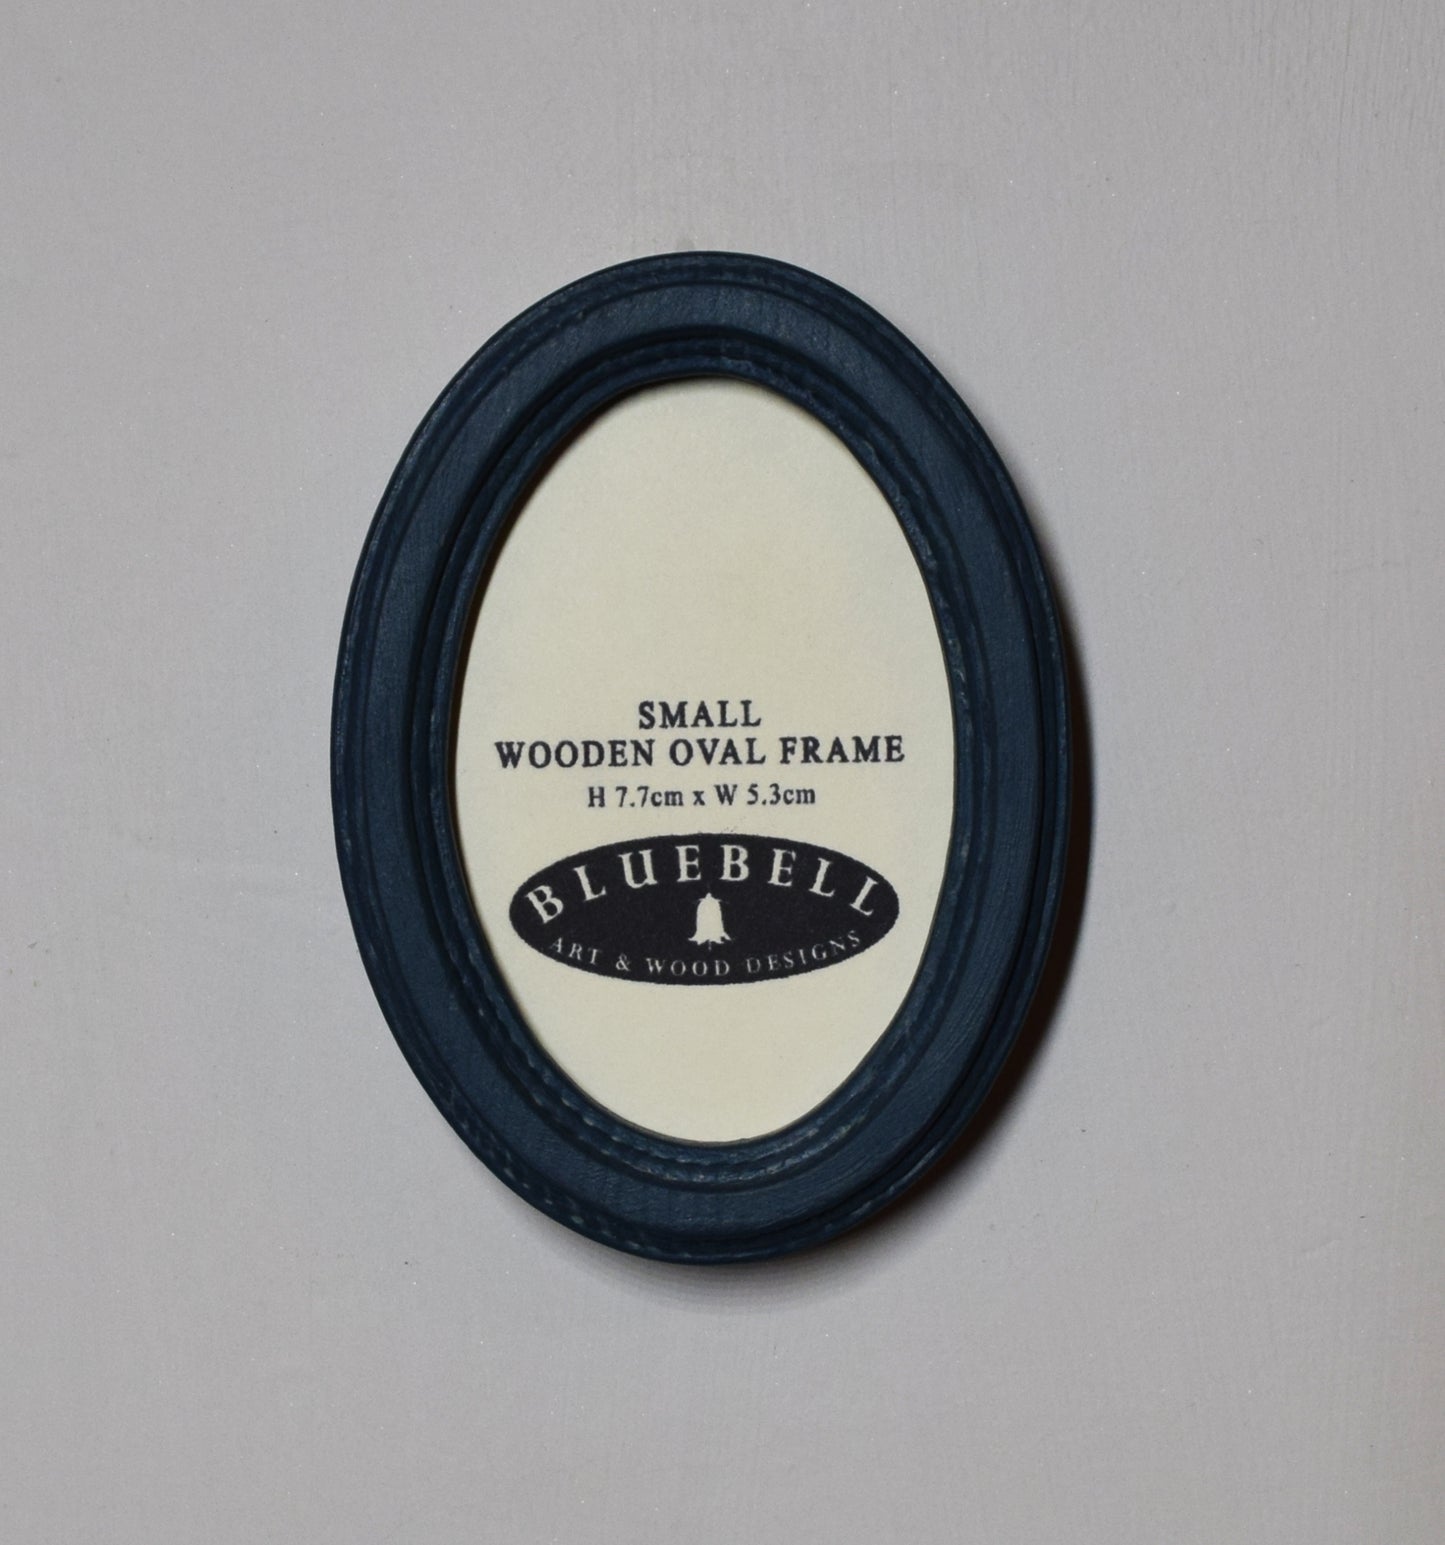 SMALL
WOODEN OVAL FRAME
H 7.7cm x W 5.3cm
BLUEBELL
ART & WOOD DESIGNS